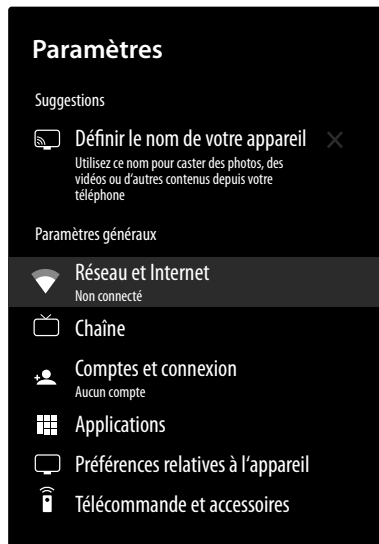 Paramètres
Suggestions
Définir le nom de votre appareil
Utilisez ce nom pour caster des photos, des
vidéos ou d'autres contenus depuis votre
téléphone
Paramètres généraux
Réseau et Internet
Non connecté
Chaîne
Comptes et connexion
Aucun compte
Applications
Préférences relatives à l'appareil
Télécommande et accessoires